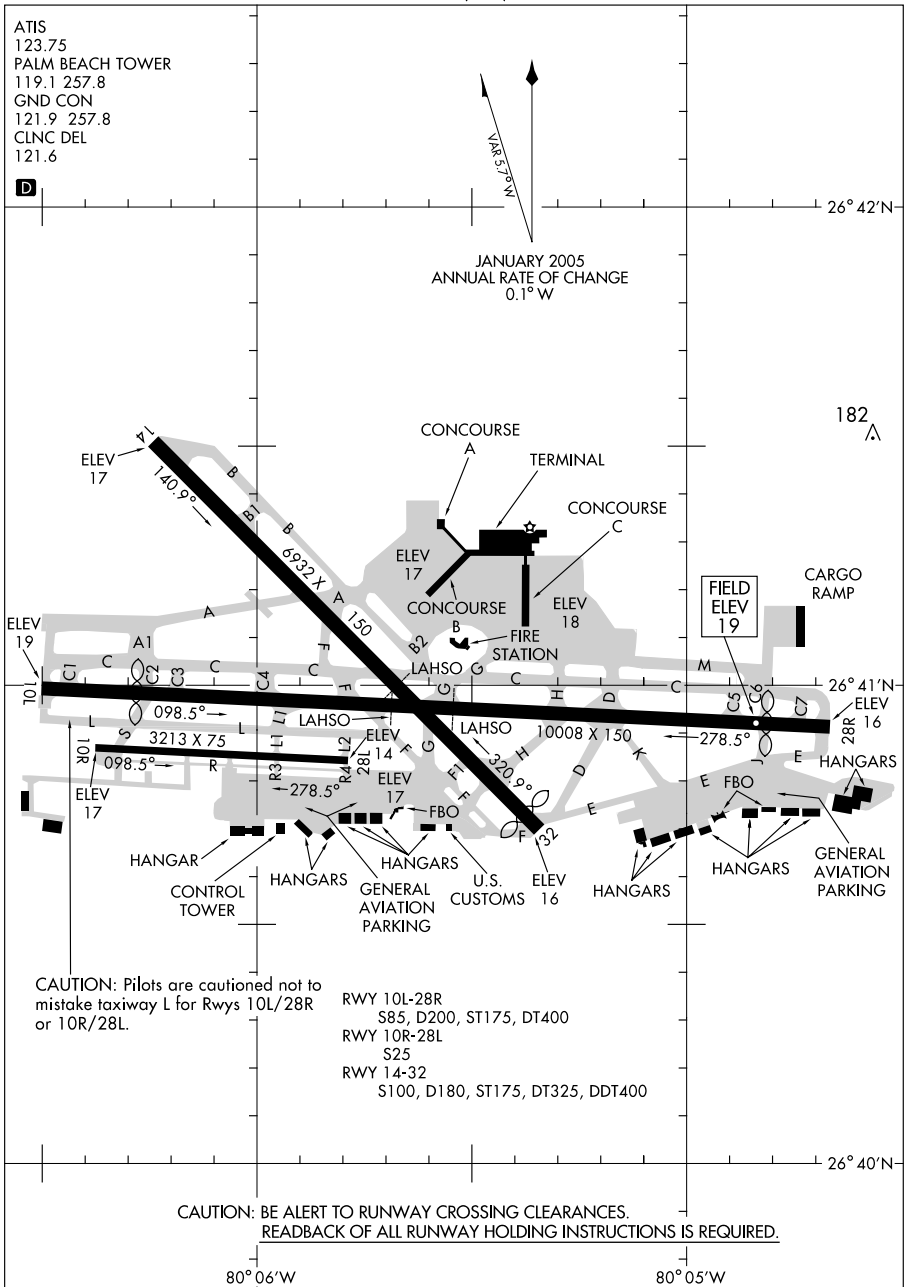 ATIS
123.75
PALM BEACH TOWER
119.1 257.8
GND CON
121.9 257.8
CLNC DEL
121.6
D
VAR 5.7° W
26° 42'N
JANUARY 2005
ANNUAL RATE OF CHANGE
0.1° W
182
CONCOURSE
A
TERMINAL
CONCOURSE
C
14
ELEV
17
140.9°
B
B1
B
6932 X 150
ELEV
17
CONCOURSE
B
FIRE
STATION
ELEV
18
FIELD
ELEV
19
CARGO
RAMP
ELEV
19
A
A
F
B2
A1
C1
C
C2
C3
C
C4
C
F
LAHSO
G
G
C
H
D
C
M
C5
C6
C7
26° 41'N
10L
098.5°
LAHSO
LAHSO
10008 X 150
278.5°
ELEV
16
28R
L
S
L
L1
L1
L2
ELEV
14
F
G
H
D
K
E
J
E
10R
3213 X 75
098.5°
R
R3
278.5°
R4
28L
ELEV
17
ELEV
17
F1
F
320.9°
E
F
32
ELEV
16
FBO
FBO
HANGARS
HANGAR
CONTROL
TOWER
HANGARS
GENERAL
AVIATION
PARKING
HANGARS
U.S.
CUSTOMS
HANGARS
HANGARS
GENERAL
AVIATION
PARKING
CAUTION: Pilots are cautioned not to
mistake taxiway L for Rwys 10L/28R
or 10R/28L.
RWY 10L-28R
S85, D200, ST175, DT400
RWY 10R-28L
S25
RWY 14-32
S100, D180, ST175, DT325, DDT400
26° 40'N
CAUTION: BE ALERT TO RUNWAY CROSSING CLEARANCES.
READBACK OF ALL RUNWAY HOLDING INSTRUCTIONS IS REQUIRED.
80° 06'W
80° 05'W